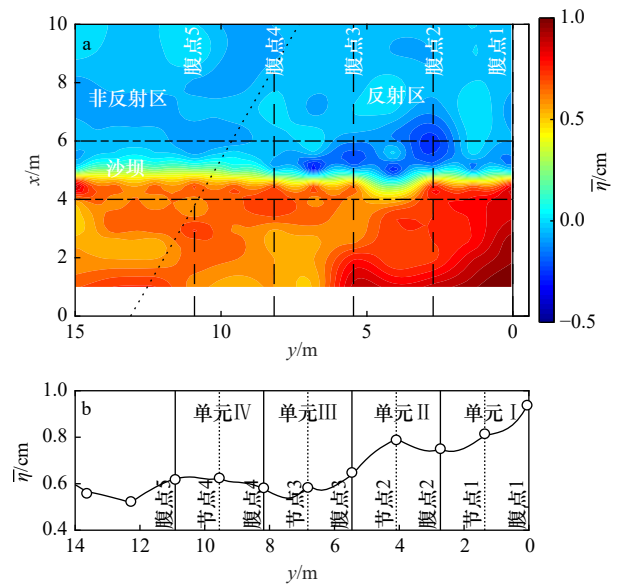 a
腹点5
腹点4
腹点3
腹点2
腹点1
非反射区
反射区
沙坝
10
8
6
4
2
0
x/m
15
10
5
0
y/m
1.0
0.5
0.0
−0.5
η̅/cm
b
单元Ⅳ
单元Ⅲ
单元Ⅱ
单元Ⅰ
腹点5
节点4
腹点4
节点3
腹点3
节点2
腹点2
节点1
腹点1
1.0
0.8
0.6
0.4
η̅/cm
14
12
10
8
6
4
2
0
y/m